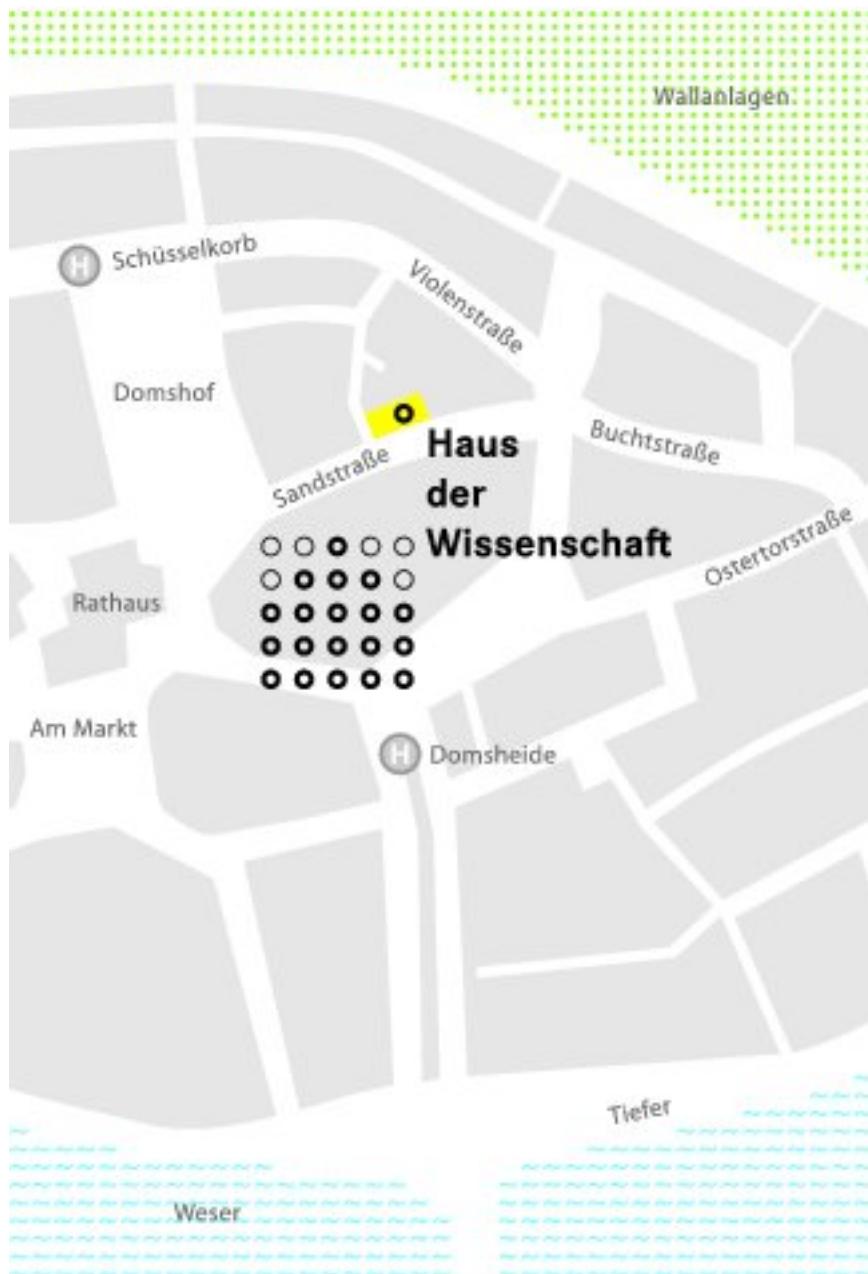 Wallanlagen
H
Schüsselkorb
Violenstraße
Domshof
Haus
der
Wissenschaft
Buchtstraße
Sandstraße
Ostertorstraße
Rathaus
Am Markt
H
Domsheide
Tiefer
Weser